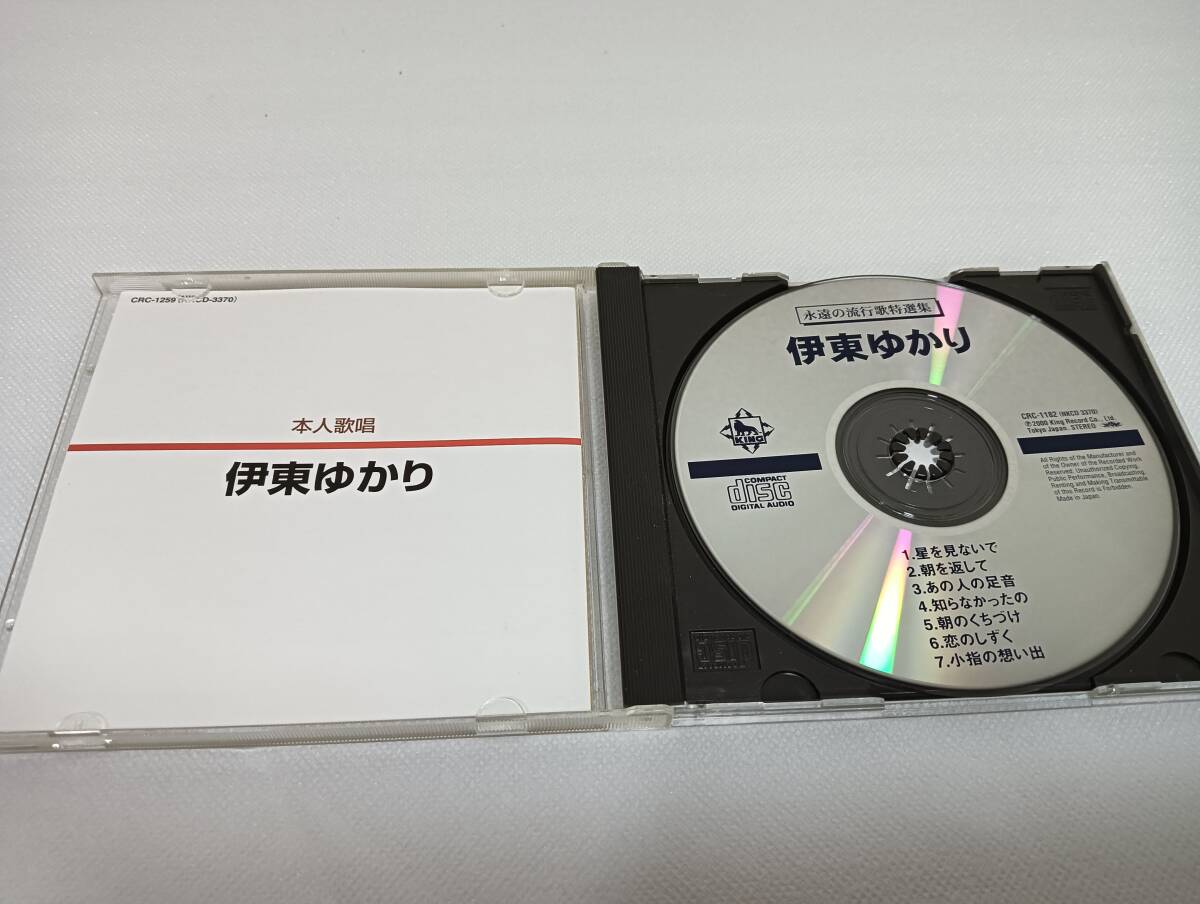 CRC-1259 (NKCD-3370)
本人歌唱
伊東ゆかり
永遠の流行歌特選集
伊東ゆかり
KING
COMPACT
disc
DIGITAL AUDIO
CRC-1182 (NKCD 3370)
Ⓟ2000 King Record Co., Ltd.
Tokyo Japan. STEREO
All Rights of the Manufacturer and
of the Owner of the Recorded Work
Reserved. Unauthorized Copying,
Public Performance, Broadcasting,
Renting and Making Transmittable
of this Record is Forbidden.
Made in Japan.
1.星を見ないで
2.朝を返して
3.あの人の足音
4.知らなかったの
5.朝のくちづけ
6.恋のしずく
7.小指の想い出